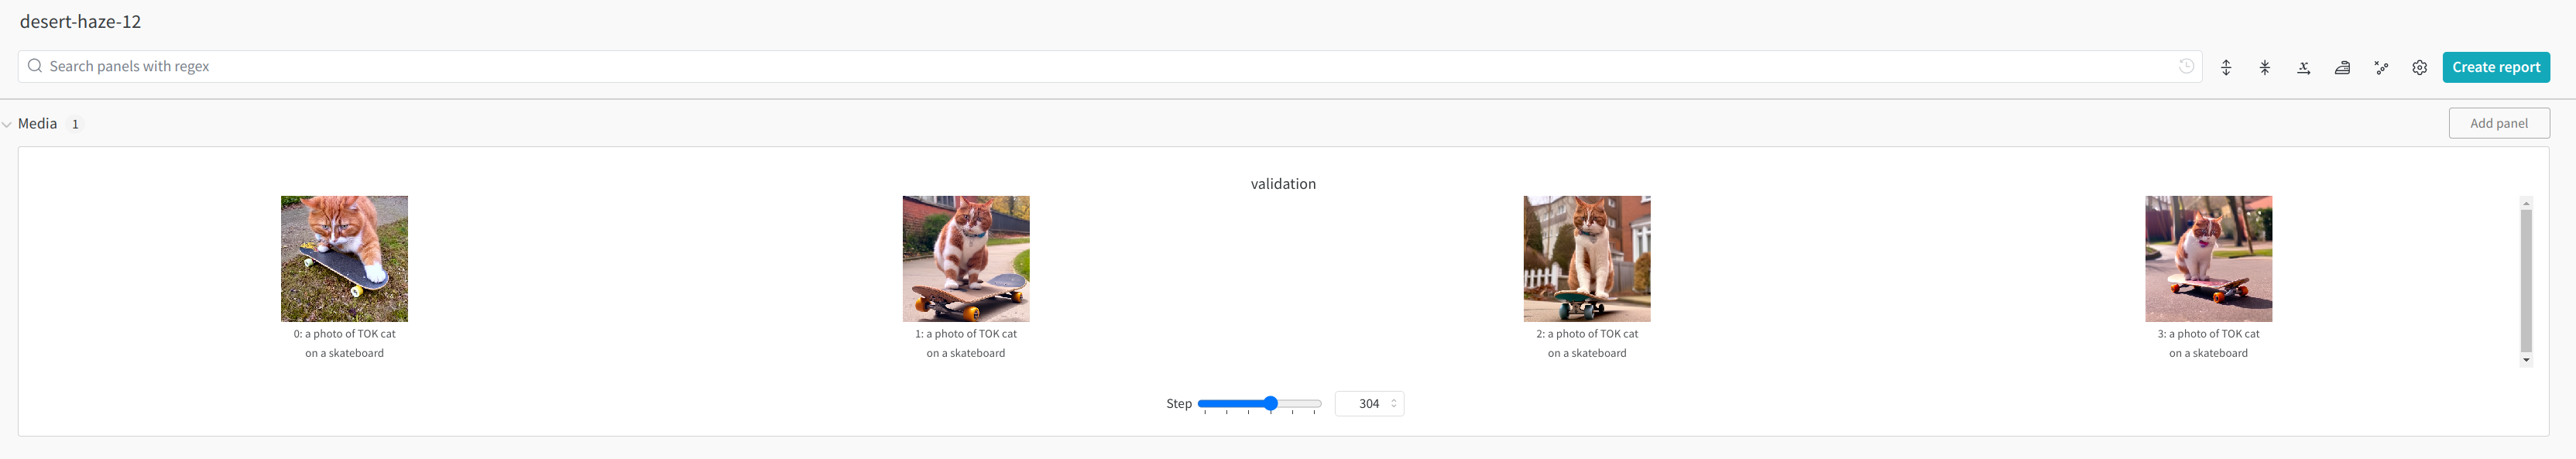 desert-haze-12
Search panels with regex
Create report
Media 1
Add panel
validation
0: a photo of TOK cat
on a skateboard
1: a photo of TOK cat
on a skateboard
2: a photo of TOK cat
on a skateboard
3: a photo of TOK cat
on a skateboard
Step 304